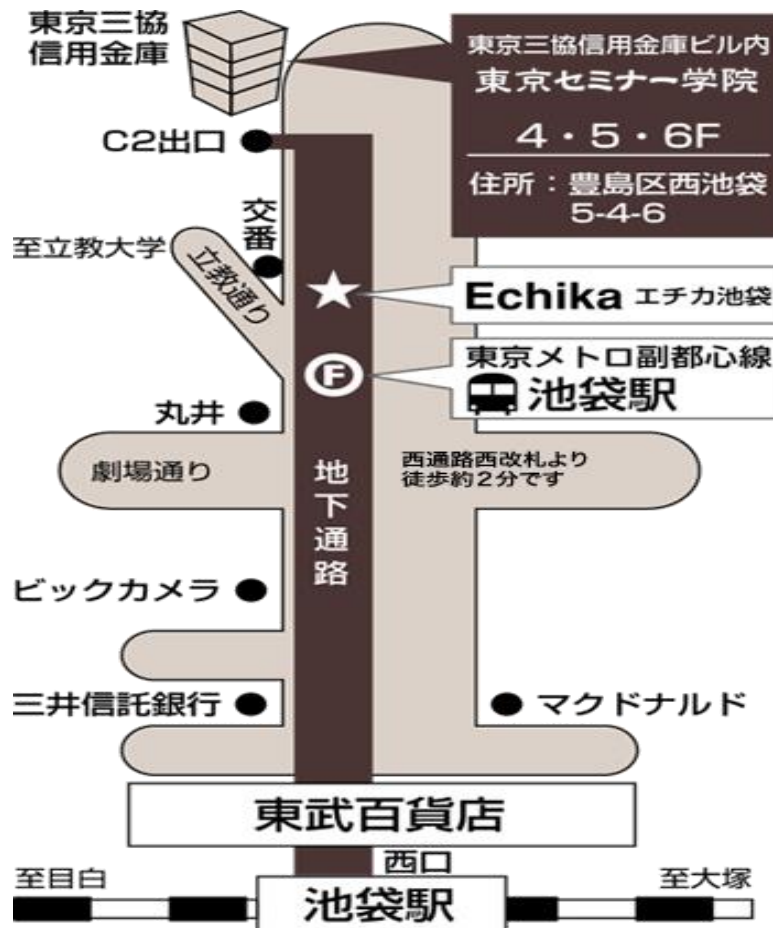 東京三協
信用金庫
東京三協信用金庫ビル内
東京セミナー学院
4・5・6F
住所：豊島区西池袋
5-4-6
C2出口
交番
至立教大学
立教通り
Echika エチカ池袋
F
東京メトロ副都心線
池袋駅
丸井
劇場通り
地下通路
西通路西改札より
徒歩約2分です
ビックカメラ
三井信託銀行
マクドナルド
東武百貨店
西口
至目白
池袋駅
至大塚